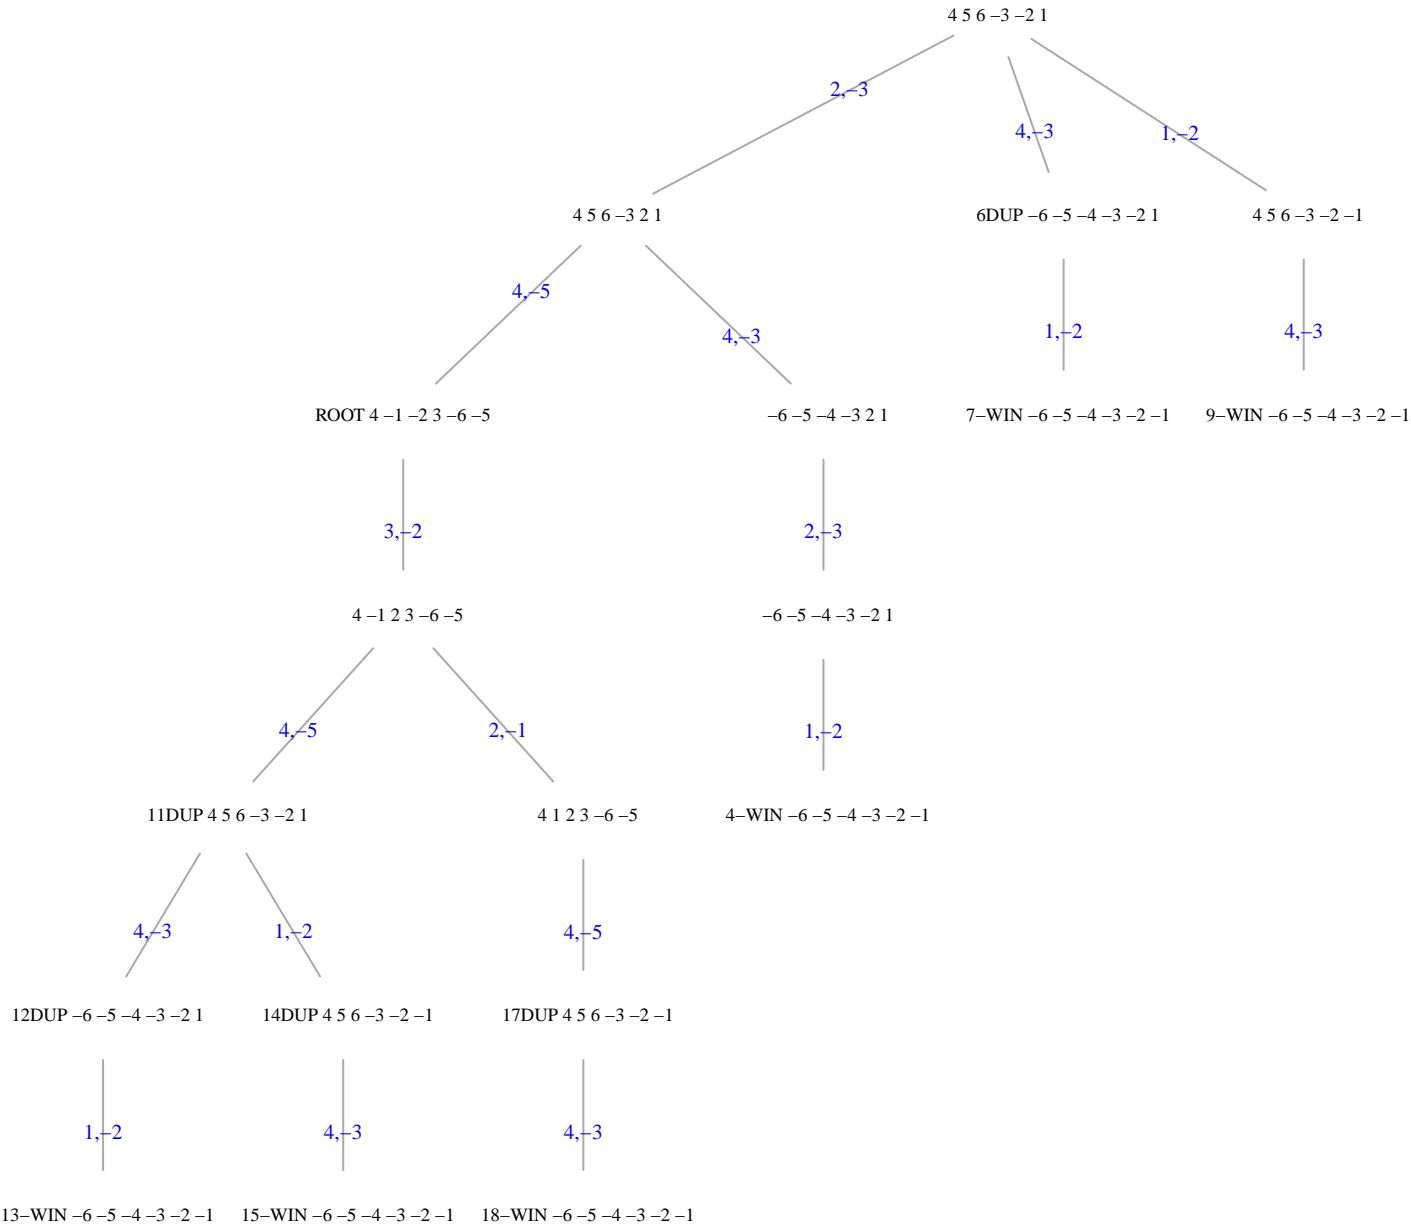 4 5 6 –3 –2 1
2,–3
4,–3
1,–2
4 5 6 –3 2 1
6DUP –6 –5 –4 –3 –2 1
4 5 6 –3 –2 –1
4,–5
4,–3
1,–2
4,–3
ROOT 4 –1 –2 3 –6 –5
–6 –5 –4 –3 2 1
7–WIN –6 –5 –4 –3 –2 –1
9–WIN –6 –5 –4 –3 –2 –1
3,–2
2,–3
4 –1 2 3 –6 –5
–6 –5 –4 –3 –2 1
4,–5
2,–1
1,–2
11DUP 4 5 6 –3 –2 1
4 1 2 3 –6 –5
4–WIN –6 –5 –4 –3 –2 –1
4,–3
1,–2
4,–5
12DUP –6 –5 –4 –3 –2 1
14DUP 4 5 6 –3 –2 –1
17DUP 4 5 6 –3 –2 –1
1,–2
4,–3
4,–3
13–WIN –6 –5 –4 –3 –2 –1
15–WIN –6 –5 –4 –3 –2 –1
18–WIN –6 –5 –4 –3 –2 –1